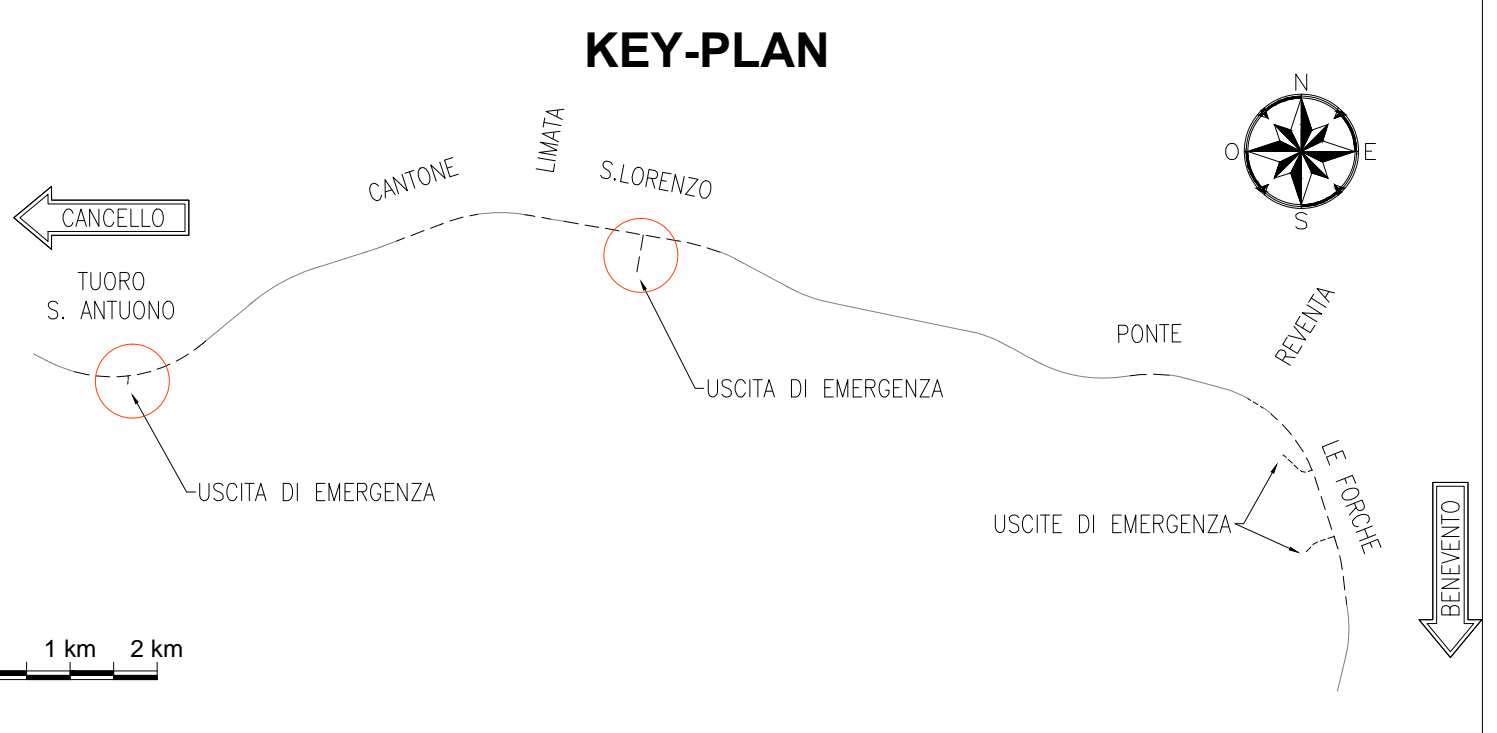 KEY-PLAN
N
O
E
S
LIMATA
CANTONE
S.LORENZO
CANCELLO
TUORO
S. ANTUONO
PONTE
REVENTA
USCITA DI EMERGENZA
LE FORCHE
USCITA DI EMERGENZA
USCITE DI EMERGENZA
BENEVENTO
1 km 2 km